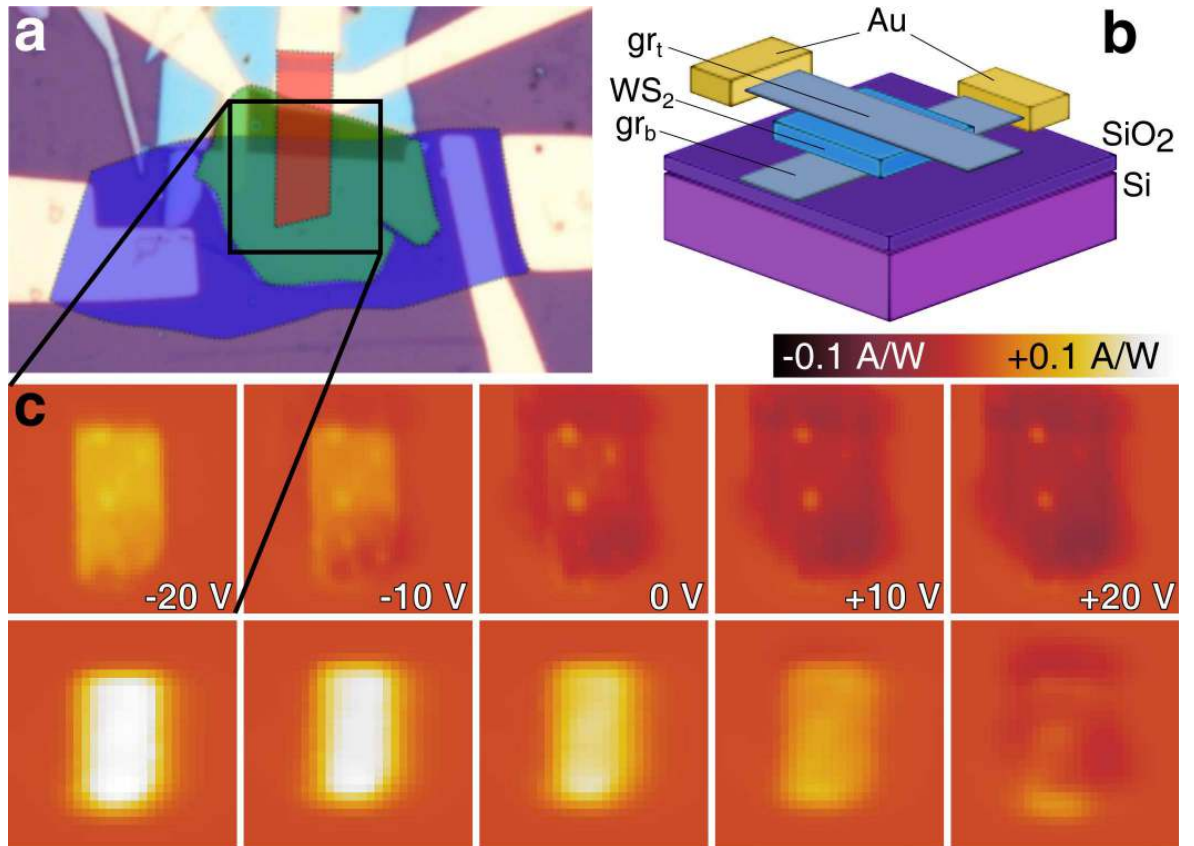 a
b
Au
gr_t
WS_2
gr_b
SiO_2
Si
-0.1 A/W +0.1 A/W
c
-20 V -10 V 0 V +10 V +20 V